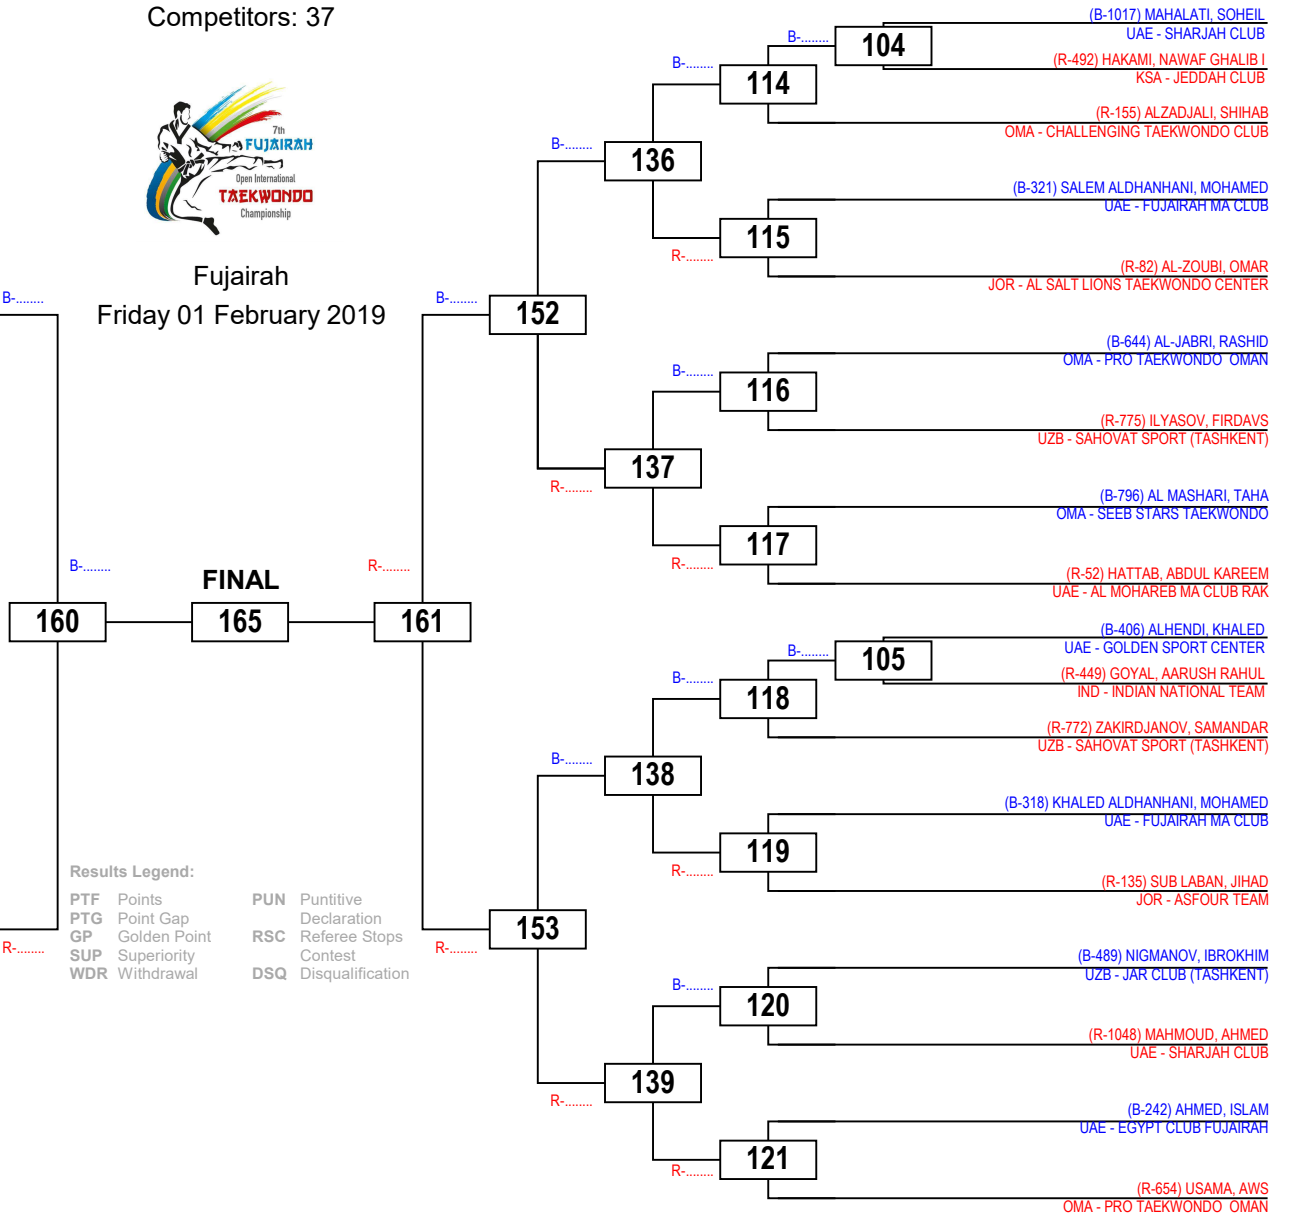 Competitors: 37
7th
FUJAIRAH
Open International
TAEKWONDO
Championship
Fujairah
Friday 01 February 2019
B-........
R-........
B-........
160
FINAL
165
R-........
161
B-........
R-........
152
153
B-........
R-........
B-........
R-........
136
137
138
139
B-........
R-........
B-........
R-........
B-........
R-........
B-........
R-........
114
115
116
117
118
119
120
121
B-........
104
B-........
105
(B-1017) MAHALATI, SOHEIL
UAE - SHARJAH CLUB
(R-492) HAKAMI, NAWAF GHALIB I
KSA - JEDDAH CLUB
(R-155) ALZADJALI, SHIHAB
OMA - CHALLENGING TAEKWONDO CLUB
(B-321) SALEM ALDHANHANI, MOHAMED
UAE - FUJAIRAH MA CLUB
(R-82) AL-ZOUBI, OMAR
JOR - AL SALT LIONS TAEKWONDO CENTER
(B-644) AL-JABRI, RASHID
OMA - PRO TAEKWONDO OMAN
(R-775) ILYASOV, FIRDAVS
UZB - SAHOVAT SPORT (TASHKENT)
(B-796) AL MASHARI, TAHA
OMA - SEEB STARS TAEKWONDO
(R-52) HATTAB, ABDUL KAREEM
UAE - AL MOHAREB MA CLUB RAK
(B-406) ALHENDI, KHALED
UAE - GOLDEN SPORT CENTER
(R-449) GOYAL, AARUSH RAHUL
IND - INDIAN NATIONAL TEAM
(R-772) ZAKIRDJANOV, SAMANDAR
UZB - SAHOVAT SPORT (TASHKENT)
(B-318) KHALED ALDHANHANI, MOHAMED
UAE - FUJAIRAH MA CLUB
(R-135) SUB LABAN, JIHAD
JOR - ASFOUR TEAM
(B-489) NIGMANOV, IBROKHIM
UZB - JAR CLUB (TASHKENT)
(R-1048) MAHMOUD, AHMED
UAE - SHARJAH CLUB
(B-242) AHMED, ISLAM
UAE - EGYPT CLUB FUJAIRAH
(R-654) USAMA, AWS
OMA - PRO TAEKWONDO OMAN
Results Legend:
PTF Points
PTG Point Gap
GP Golden Point
SUP Superiority
WDR Withdrawal
PUN Puntitive
Declaration
RSC Referee Stops
Contest
DSQ Disqualification